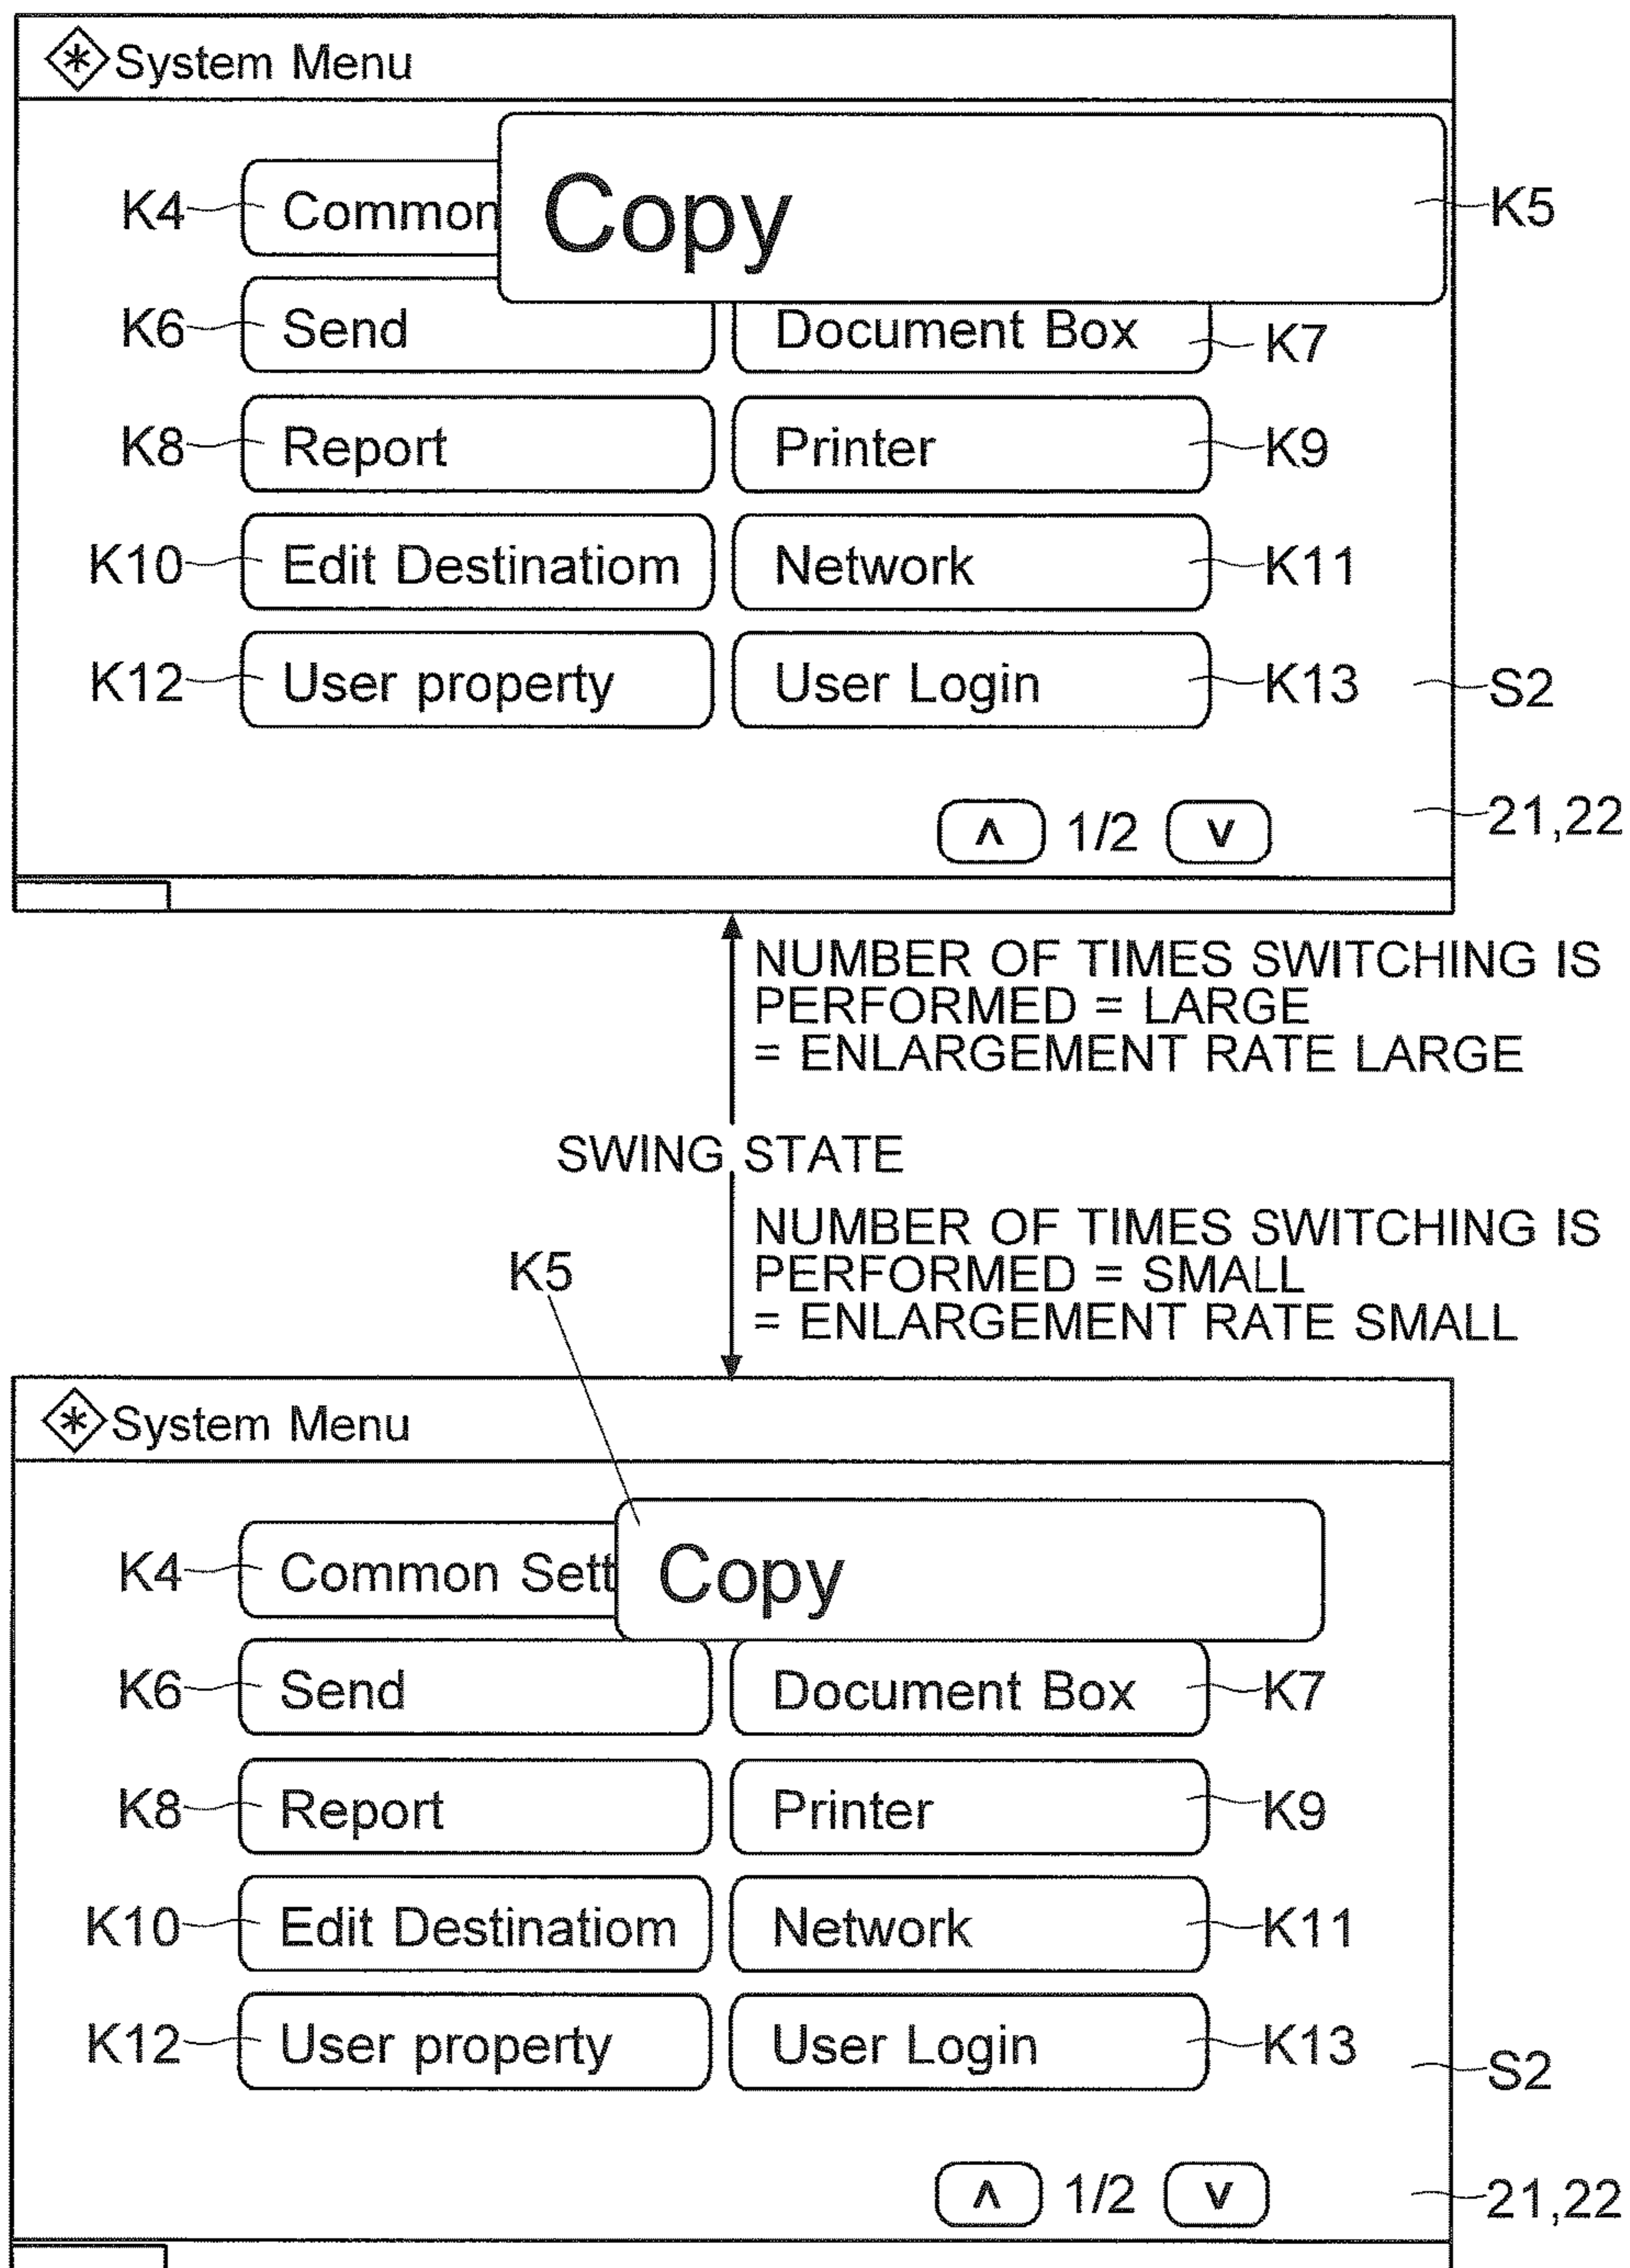 System Menu
K4 Common Copy K5
K6 Send Document Box K7
K8 Report Printer K9
K10 Edit Destinatiom Network K11
K12 User property User Login K13
S2
∧ 1/2 ∨ 21,22
NUMBER OF TIMES SWITCHING IS
PERFORMED = LARGE
= ENLARGEMENT RATE LARGE
SWING STATE
NUMBER OF TIMES SWITCHING IS
PERFORMED = SMALL
= ENLARGEMENT RATE SMALL
K5
System Menu
K4 Common Sett Copy
K6 Send Document Box K7
K8 Report Printer K9
K10 Edit Destinatiom Network K11
K12 User property User Login K13
S2
∧ 1/2 ∨ 21,22